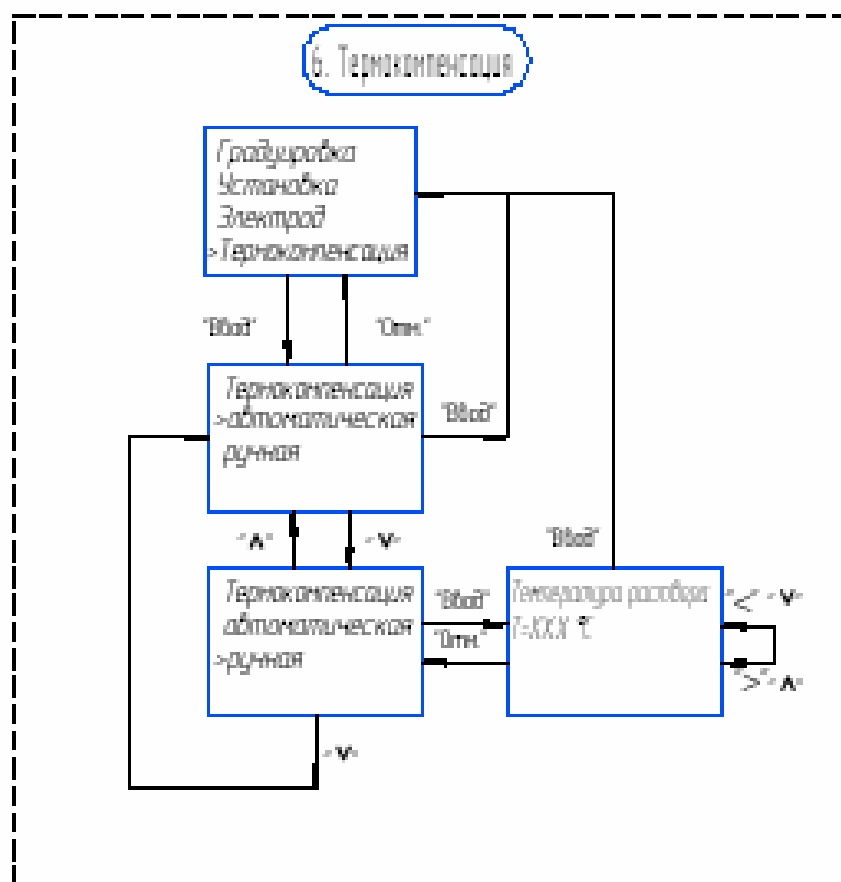 6. Термокомпенсация
Градуировка
Установка
Электрод
>Термокомпенсация
"Ввод" "Отм."
Термокомпенсация
>автоматическая
ручная
"Ввод"
"Λ" "V"
"Ввод"
Термокомпенсация
автоматическая
>ручная
"Ввод"
"Отм."
Температура раствора:
T=XX.X °C
"<" "V"
">" "Λ"
"V"